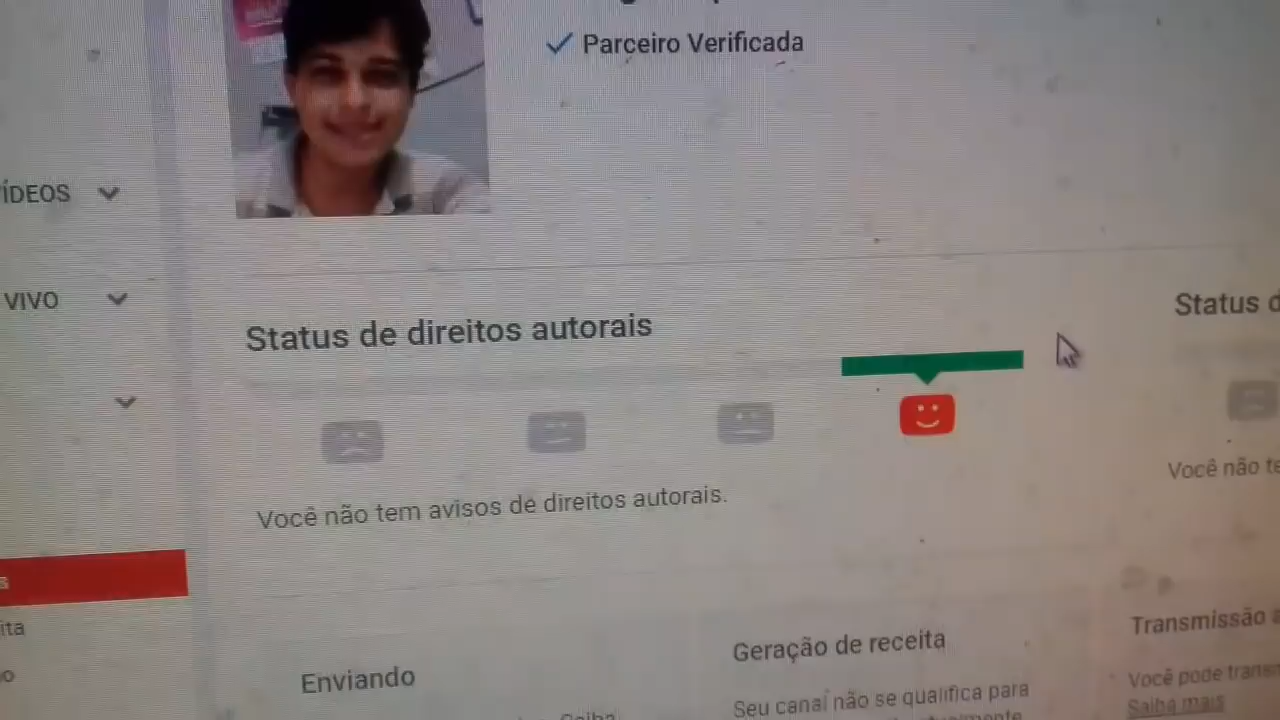 Parceiro Verificada
ÍDEOS
VIVO
Status de direitos autorais
Status d
Você não tem avisos de direitos autorais.
Você não te
s
ita
o
Enviando
Geração de receita
Transmissão a
Seu canal não se qualifica para
Você pode trans
Saiba mais